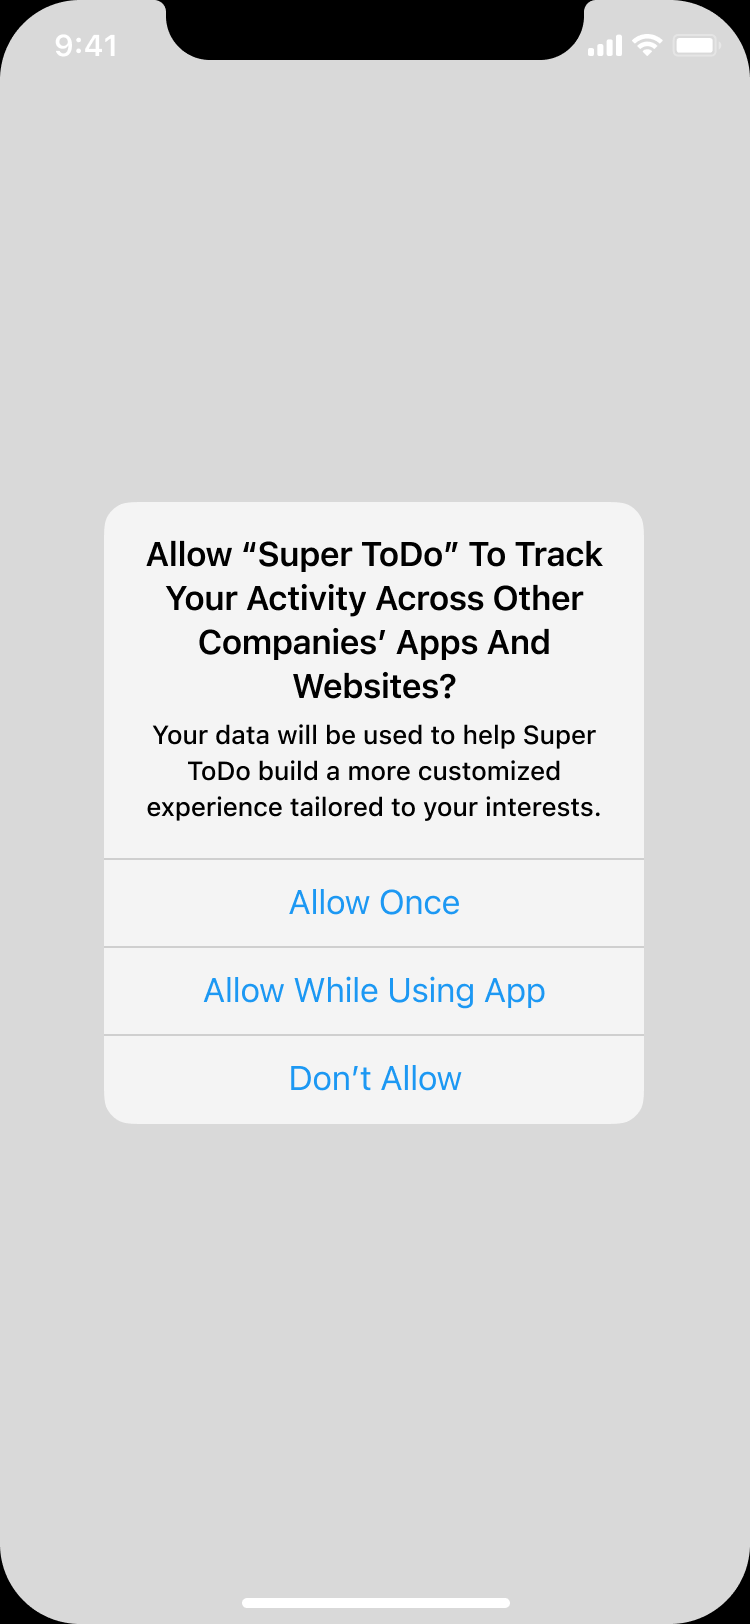 9:41
Allow “Super ToDo” To Track
Your Activity Across Other
Companies’ Apps And
Websites?
Your data will be used to help Super
ToDo build a more customized
experience tailored to your interests.
Allow Once
Allow While Using App
Don’t Allow